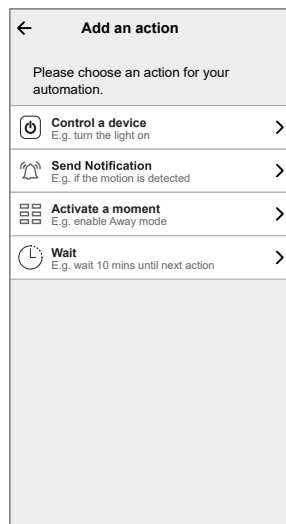 Add an action
Please choose an action for your
automation.
Control a device
E.g. turn the light on
Send Notification
E.g. if the motion is detected
Activate a moment
E.g. enable Away mode
Wait
E.g. wait 10 mins until next action